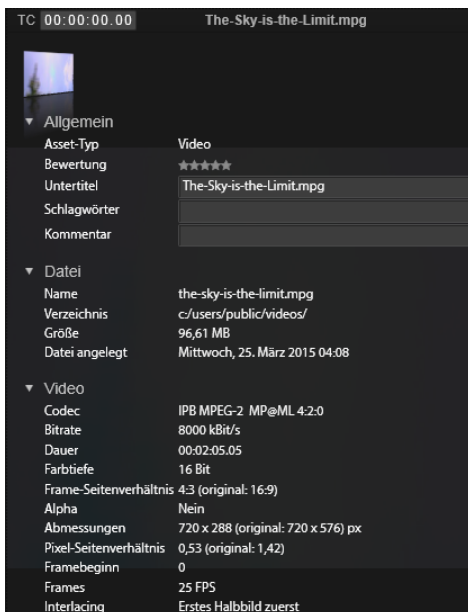 TC 00:00:00.00 The-Sky-is-the-Limit.mpg
Allgemein
Asset-Typ Video
Bewertung
Untertitel The-Sky-is-the-Limit.mpg
Schlagwörter
Kommentar
Datei
Name the-sky-is-the-limit.mpg
Verzeichnis c:/users/public/videos/
Größe 96,61 MB
Datei angelegt Mittwoch, 25. März 2015 04:08
Video
Codec IPB MPEG-2 MP@ML 4:2:0
Bitrate 8000 kBit/s
Dauer 00:02:05.05
Farbtiefe 16 Bit
Frame-Seitenverhältnis 4:3 (original: 16:9)
Alpha Nein
Abmessungen 720 x 288 (original: 720 x 576) px
Pixel-Seitenverhältnis 0,53 (original: 1,42)
Framebeginn 0
Frames 25 FPS
Interlacing Erstes Halbbild zuerst